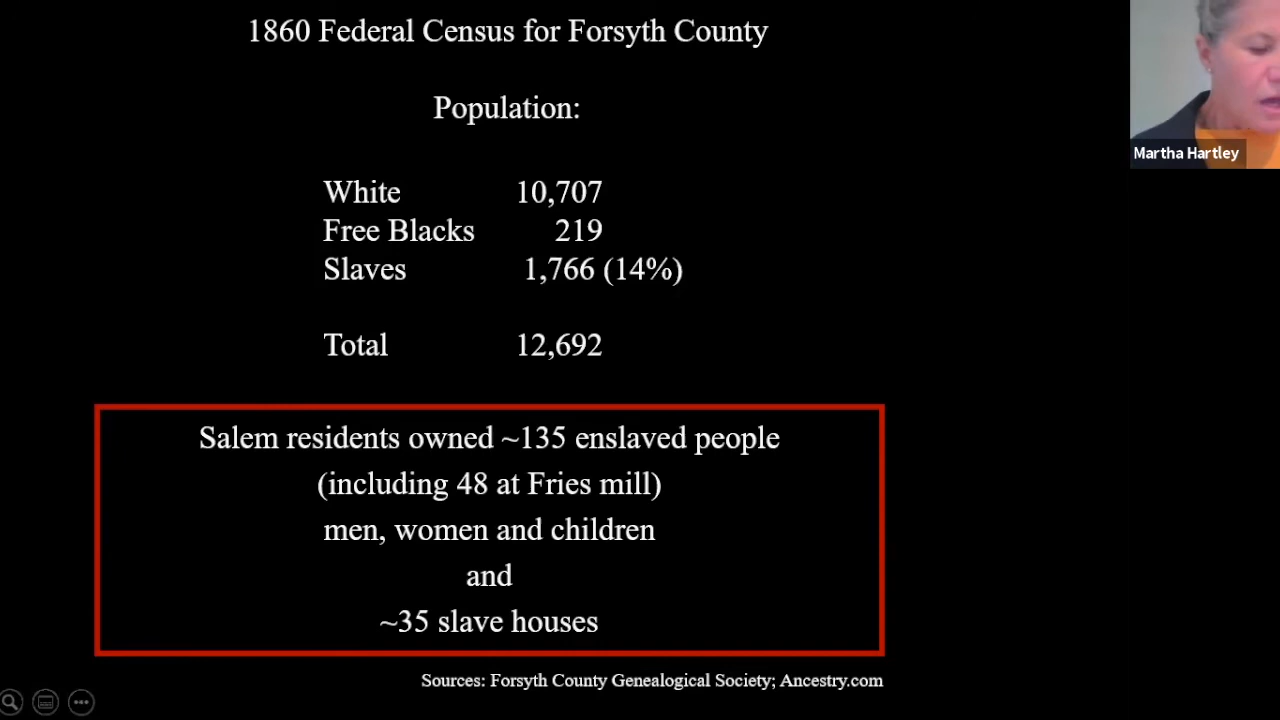 1860 Federal Census for Forsyth County
Population:
White 10,707
Free Blacks 219
Slaves 1,766 (14%)
Total 12,692
Salem residents owned ~135 enslaved people
(including 48 at Fries mill)
men, women and children
and
~35 slave houses
Sources: Forsyth County Genealogical Society; Ancestry.com
Martha Hartley